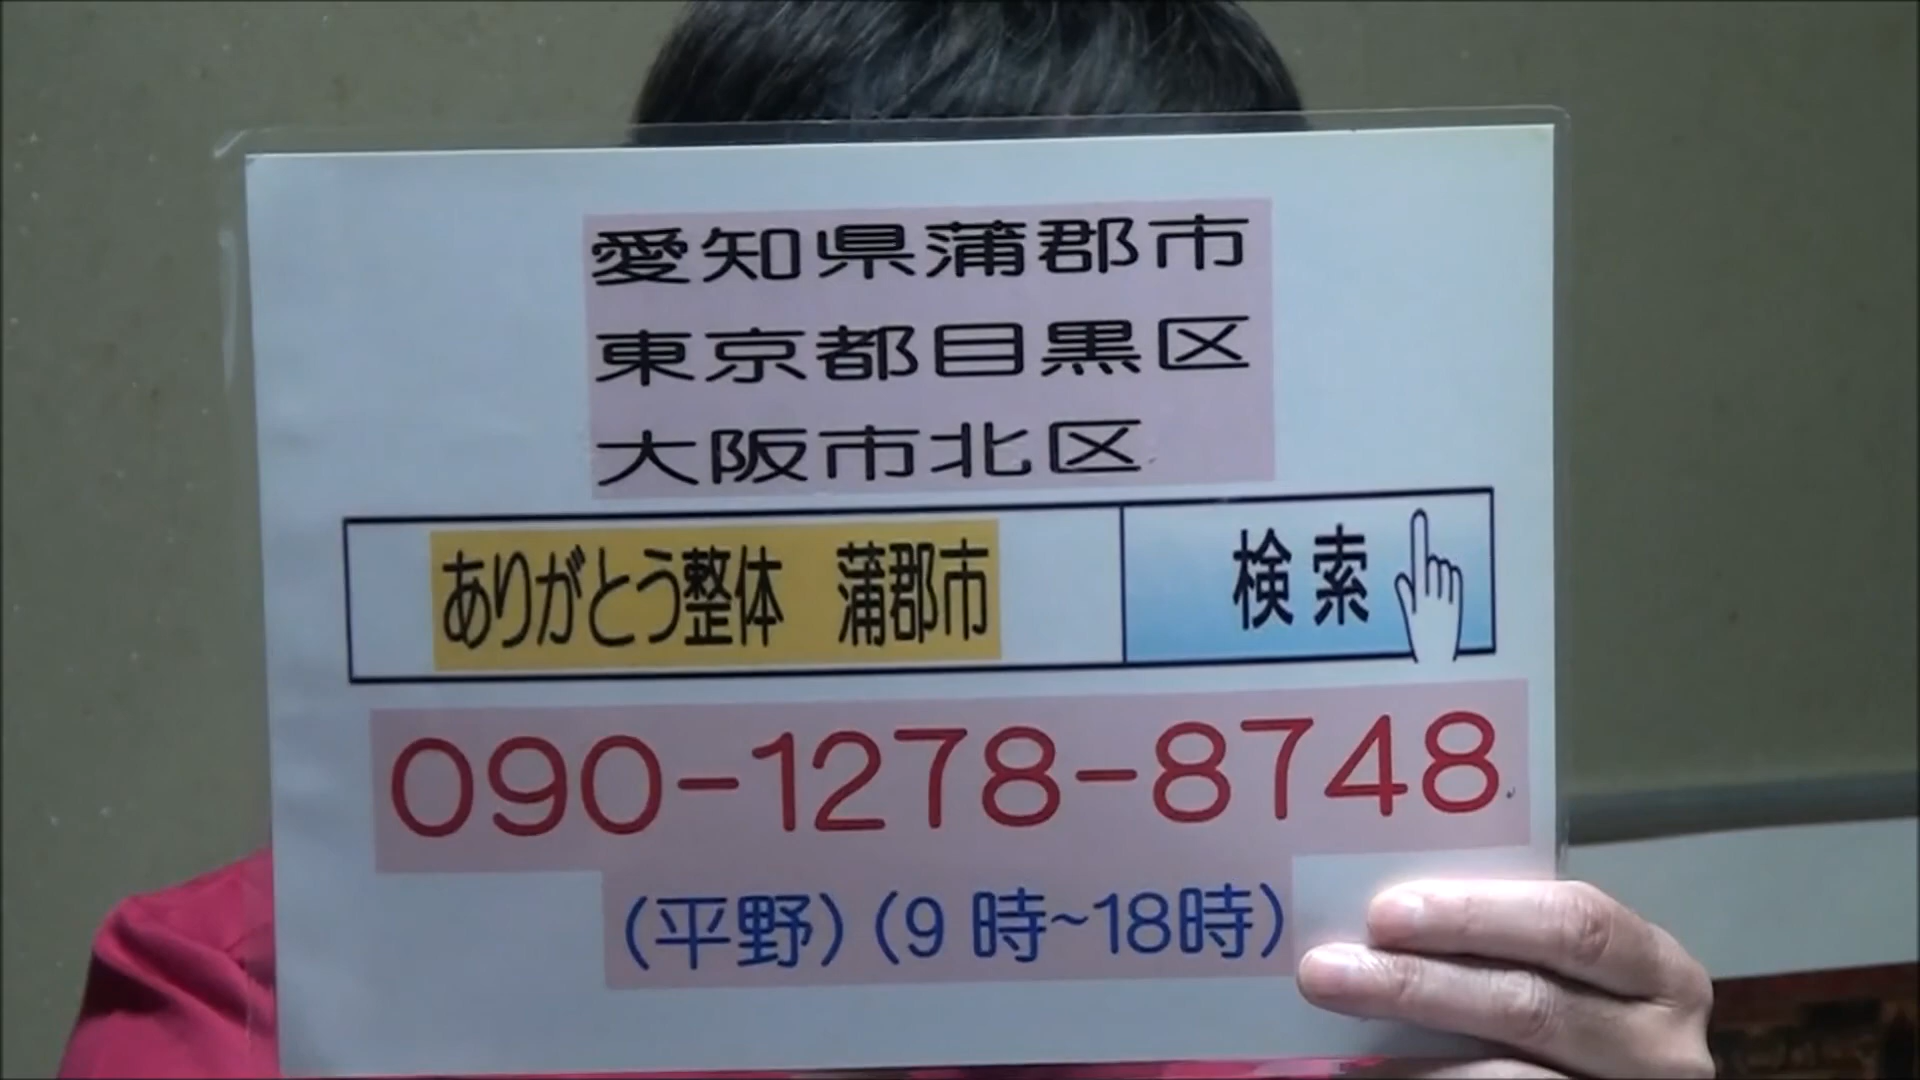 愛知県蒲郡市
東京都目黒区
大阪市北区
ありがとう整体　蒲郡市
検索
090-1278-8748
(平野)(9時~18時)